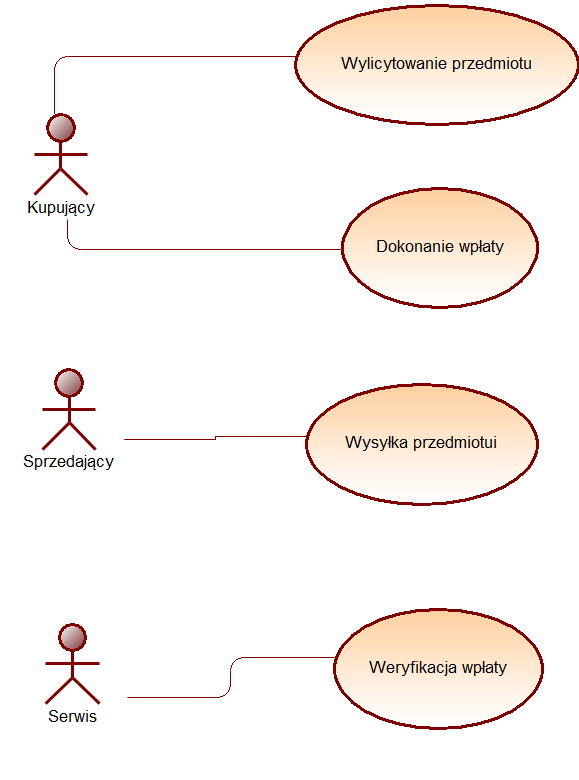 Wylicytowanie przedmiotu
Kupujący
Dokonanie wpłaty
Sprzedający
Wysyłka przedmiotui
Weryfikacja wpłaty
Serwis